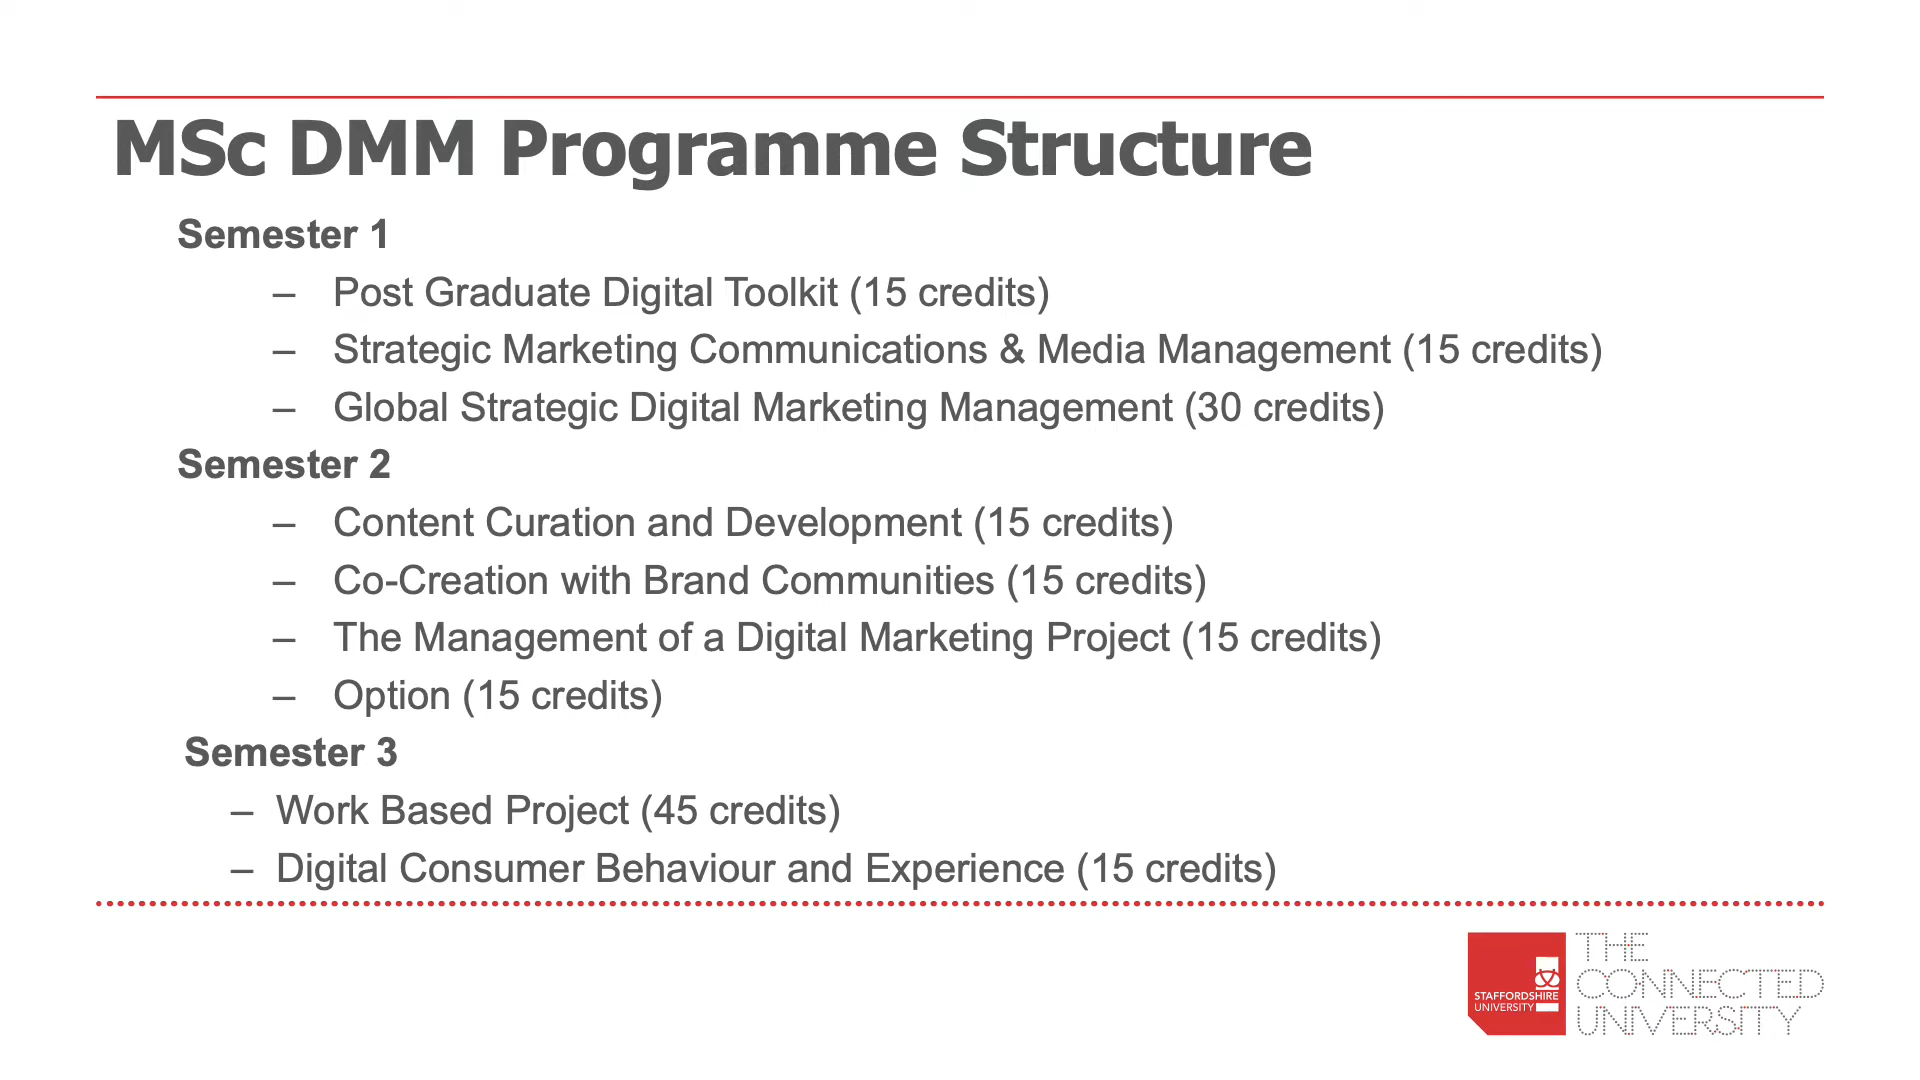 MSc DMM Programme Structure
Semester 1
– Post Graduate Digital Toolkit (15 credits)
– Strategic Marketing Communications & Media Management (15 credits)
– Global Strategic Digital Marketing Management (30 credits)
Semester 2
– Content Curation and Development (15 credits)
– Co-Creation with Brand Communities (15 credits)
– The Management of a Digital Marketing Project (15 credits)
– Option (15 credits)
Semester 3
– Work Based Project (45 credits)
– Digital Consumer Behaviour and Experience (15 credits)
STAFFORDSHIRE
UNIVERSITY
THE
CONNECTED
UNIVERSITY